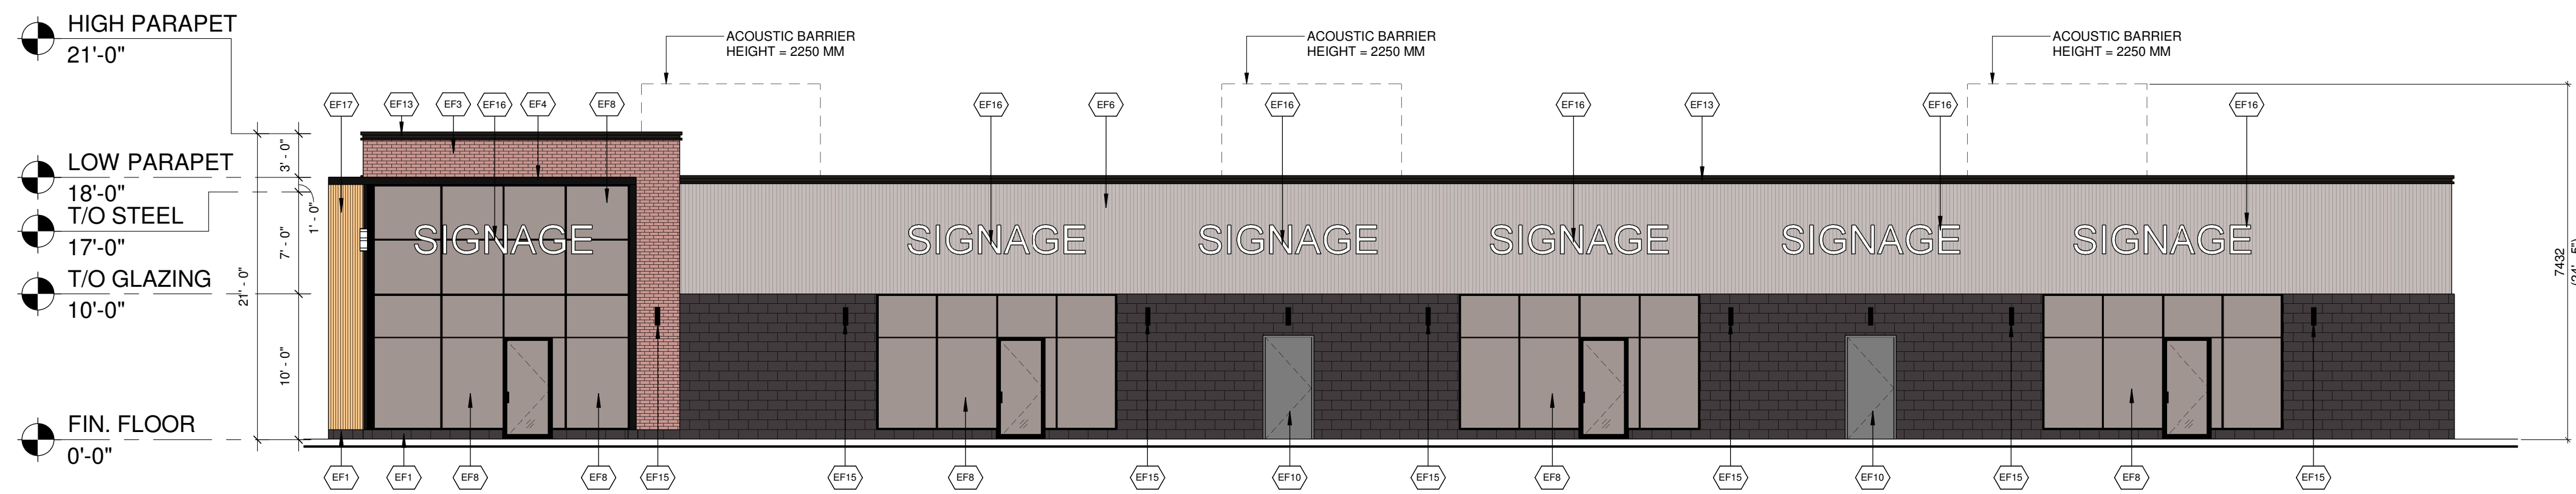 HIGH PARAPET
21'-0"
LOW PARAPET
18'-0"
T/O STEEL
17'-0"
T/O GLAZING
10'-0"
FIN. FLOOR
0'-0"
21' - 0"
3' - 0"
1' - 0"
7' - 0"
10' - 0"
ACOUSTIC BARRIER
HEIGHT = 2250 MM
ACOUSTIC BARRIER
HEIGHT = 2250 MM
ACOUSTIC BARRIER
HEIGHT = 2250 MM
EF17 EF13 EF3 EF16 EF4 EF8 EF16 EF6 EF16 EF16 EF13 EF16 EF16
SIGNAGE SIGNAGE SIGNAGE SIGNAGE SIGNAGE SIGNAGE
7432
EF1 EF1 EF8 EF8 EF15 EF15 EF8 EF15 EF10 EF15 EF8 EF15 EF10 EF15 EF8 EF15